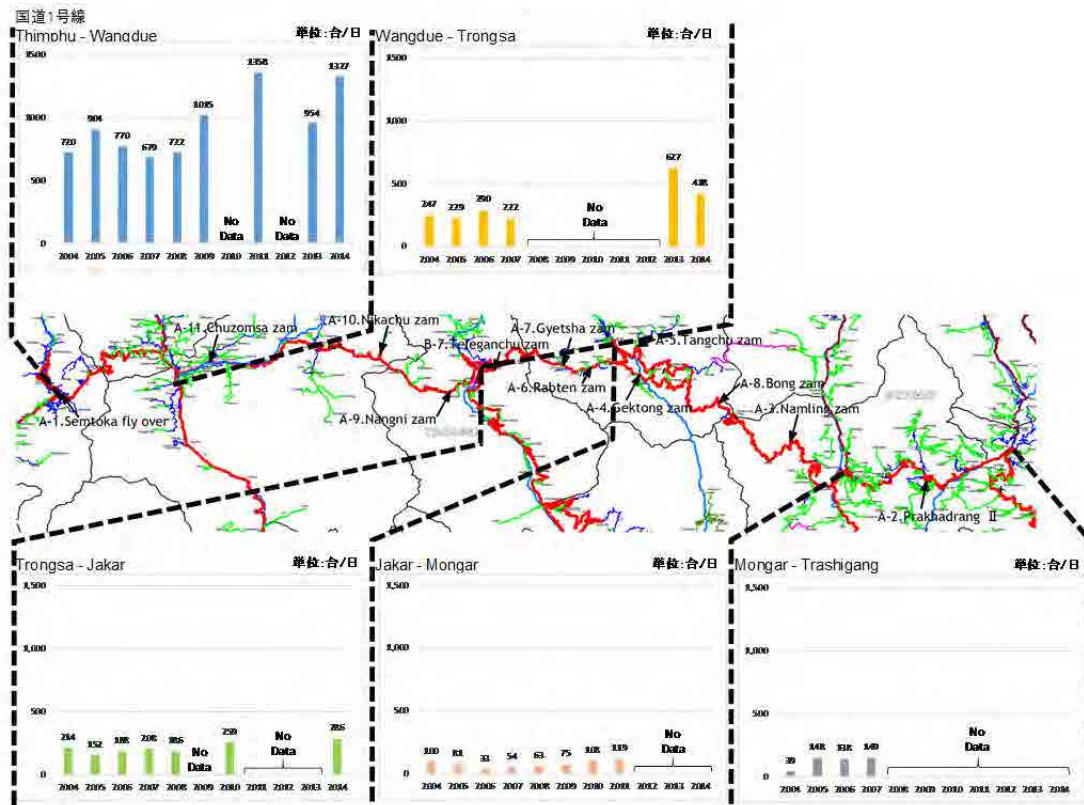 国道1号線
Thimphu - Wangdue 単位:台/日
1500
1358
1327
1015
1000
904
954
770
720
722
679
500
No Data
No Data
0
2004 2005 2006 2007 2008 2009 2010 2011 2012 2013 2014
Wangdue - Trongsa 単位:台/日
1500
1000
627
500
418
247 229 290 222
No Data
0
2004 2005 2006 2007 2008 2009 2010 2011 2012 2013 2014
A-11.Chuzomsa zam
A-10.Nikachu zam
A-7.Gyetsha zam
B-7.Telegangchu zam
A-5.Tangchu zam
A-8.Bong zam
A-6.Rabten zam
A-4.Gektong zam
A-3.Namling zam
A-1.Semtoka fly over
A-9.Nangni zam
A-2.Prakhadrang Ⅱ
Trongsa - Jakar 単位:台/日
1,500
1,000
500
214 152 188 208 186
No Data
259
No Data
286
0
2004 2005 2006 2007 2008 2009 2010 2011 2012 2013 2014
Jakar - Mongar 単位:台/日
1,500
1,000
500
100 81 33 54 63 75 108 119
No Data
0
2004 2005 2006 2007 2008 2009 2010 2011 2012 2013 2014
Mongar - Trashigang 単位:台/日
1,500
1,000
500
39 148 138 149
No Data
0
2004 2005 2006 2007 2008 2009 2010 2011 2012 2013 2014